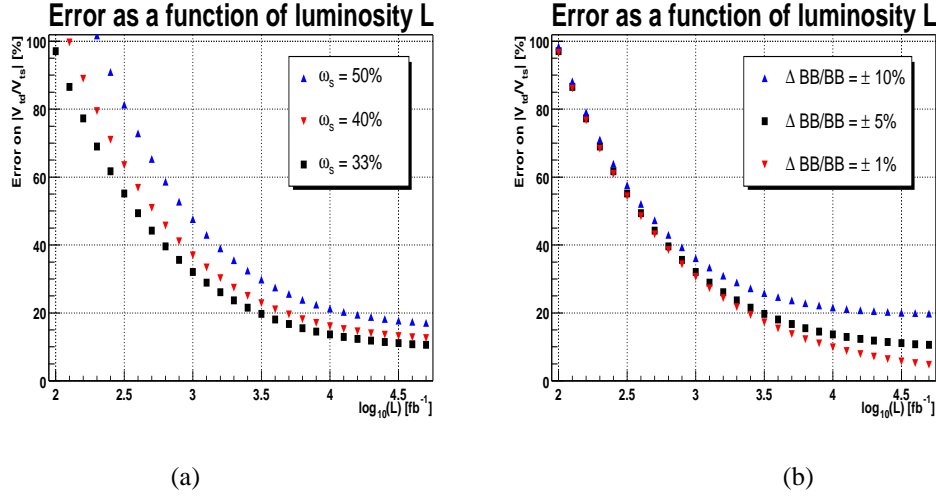 Error as a function of luminosity L
Error on |V_td/V_ts| [%]
100
80
60
40
20
0
ω_s = 50%
ω_s = 40%
ω_s = 33%
2 2.5 3 3.5 4 4.5
log_10(L) [fb^-1]
(a)
Error as a function of luminosity L
Error on |V_td/V_ts| [%]
100
80
60
40
20
0
Δ BB/BB = ± 10%
Δ BB/BB = ± 5%
Δ BB/BB = ± 1%
2 2.5 3 3.5 4 4.5
log_10(L) [fb^-1]
(b)